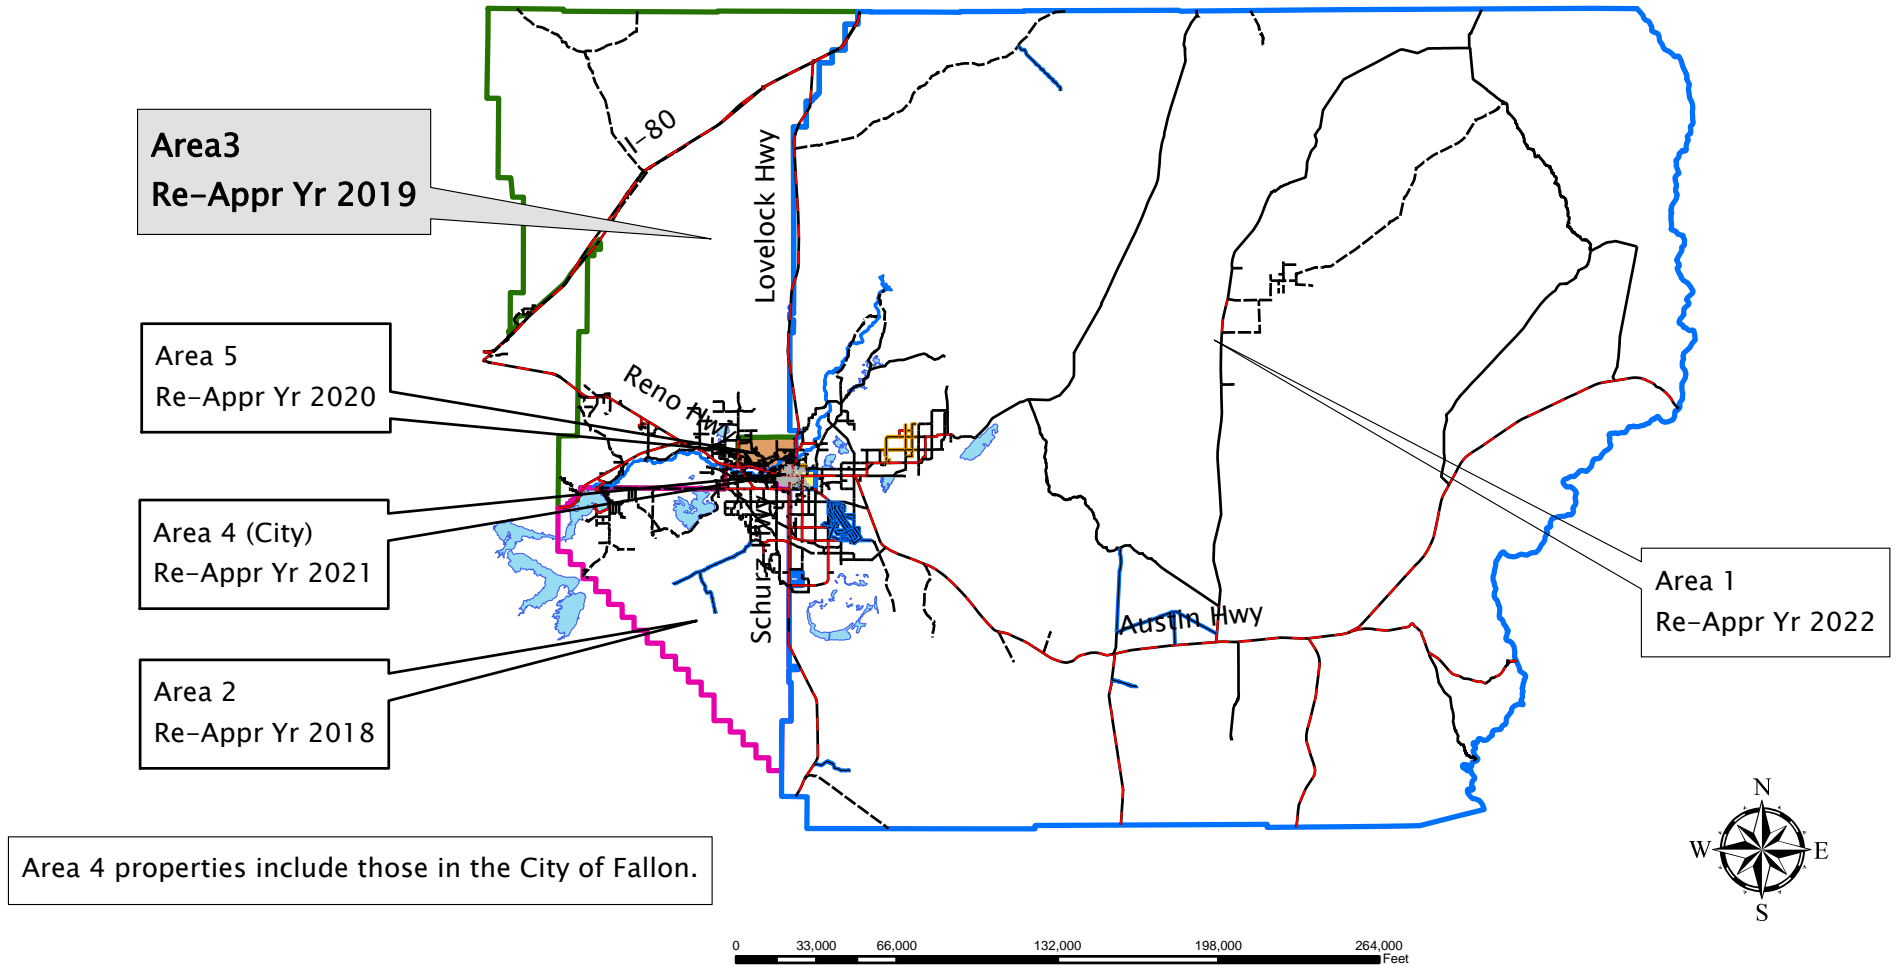 Area3
Re-Appr Yr 2019
I-80
Lovelock Hwy
Area 5
Re-Appr Yr 2020
Reno Hwy
Area 4 (City)
Re-Appr Yr 2021
Schurz Hwy
Austin Hwy
Area 1
Re-Appr Yr 2022
Area 2
Re-Appr Yr 2018
Area 4 properties include those in the City of Fallon.
N
W E
S
0 33,000 66,000 132,000 198,000 264,000
Feet